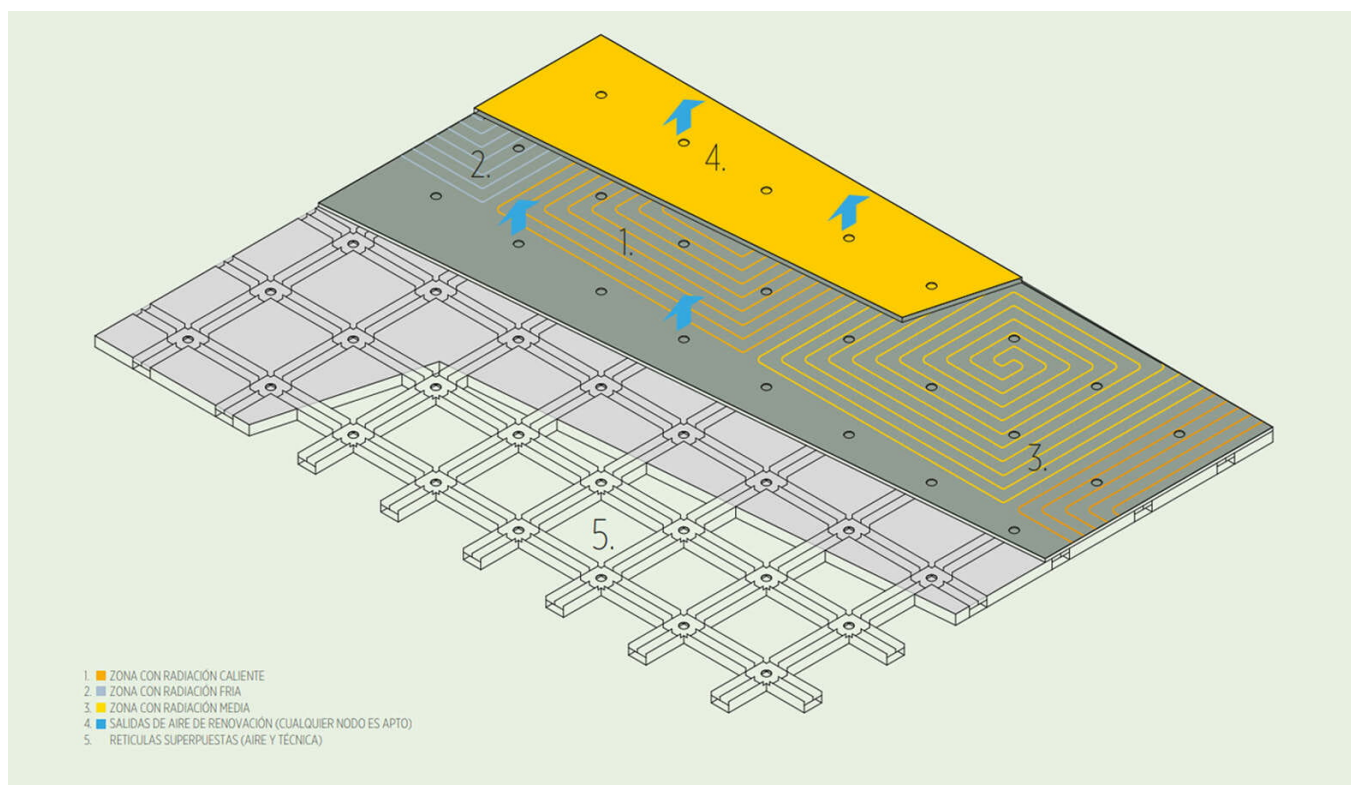 4.
2.
1.
3.
5.
1. ZONA CON RADIACIÓN CALIENTE
2. ZONA CON RADIACIÓN FRIA
3. ZONA CON RADIACIÓN MEDIA
4. SALIDAS DE AIRE DE RENOVACIÓN (CUALQUIER NODO ES APTO)
5. RETICULAS SUPERPUESTAS (AIRE Y TÉCNICA)